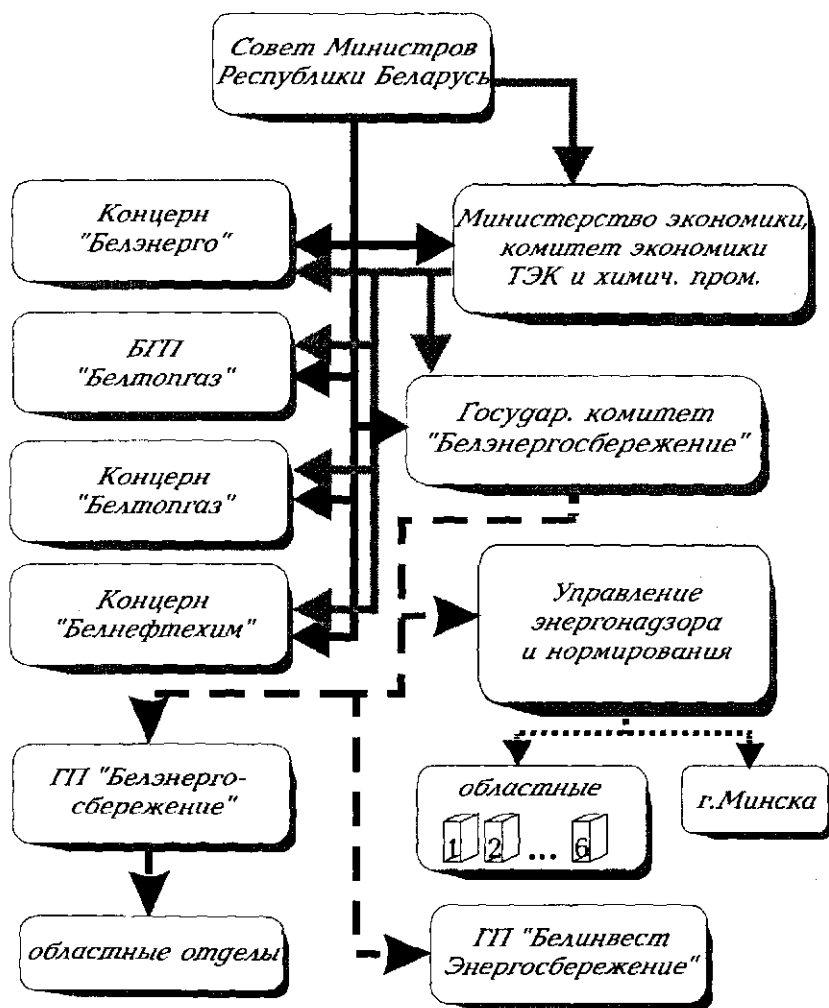 Совет Министров
Республики Беларусь
Концерн
"Белэнерго"
Министерство экономики,
комитет экономики
ТЭК и химич. пром.
БГП
"Белтопгаз"
Государ. комитет
"Белэнергосбережение"
Концерн
"Белтопгаз"
Концерн
"Белнефтехим"
Управление
энергонадзора
и нормирования
ГП "Белэнерго-
сбережение"
областные
1 2 ... 6
г.Минска
областные отделы
ГП "Белинвест
Энергосбережение"